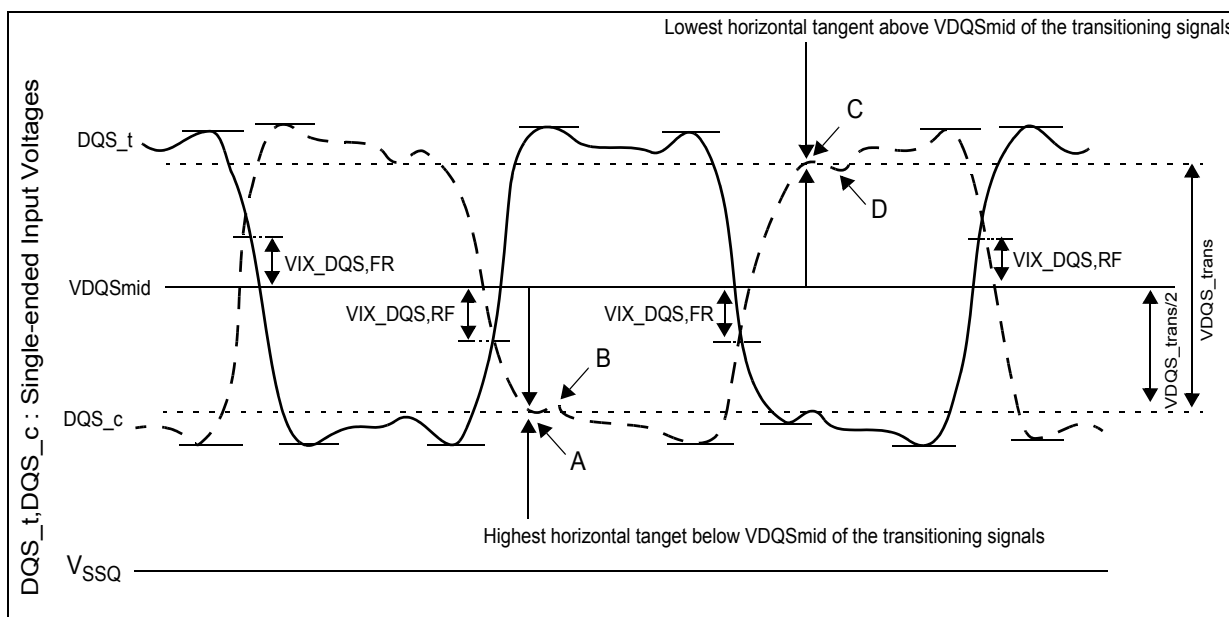 Lowest horizontal tangent above VDQSmid of the transitioning signals
DQS_t,DQS_c : Single-ended Input Voltages
DQS_t
C
D
VIX_DQS,FR
VIX_DQS,RF
VDQSmid
VIX_DQS,RF
VIX_DQS,FR
VDQS_trans/2
VDQS_trans
B
DQS_c
A
Highest horizontal tanget below VDQSmid of the transitioning signals
VSSQ